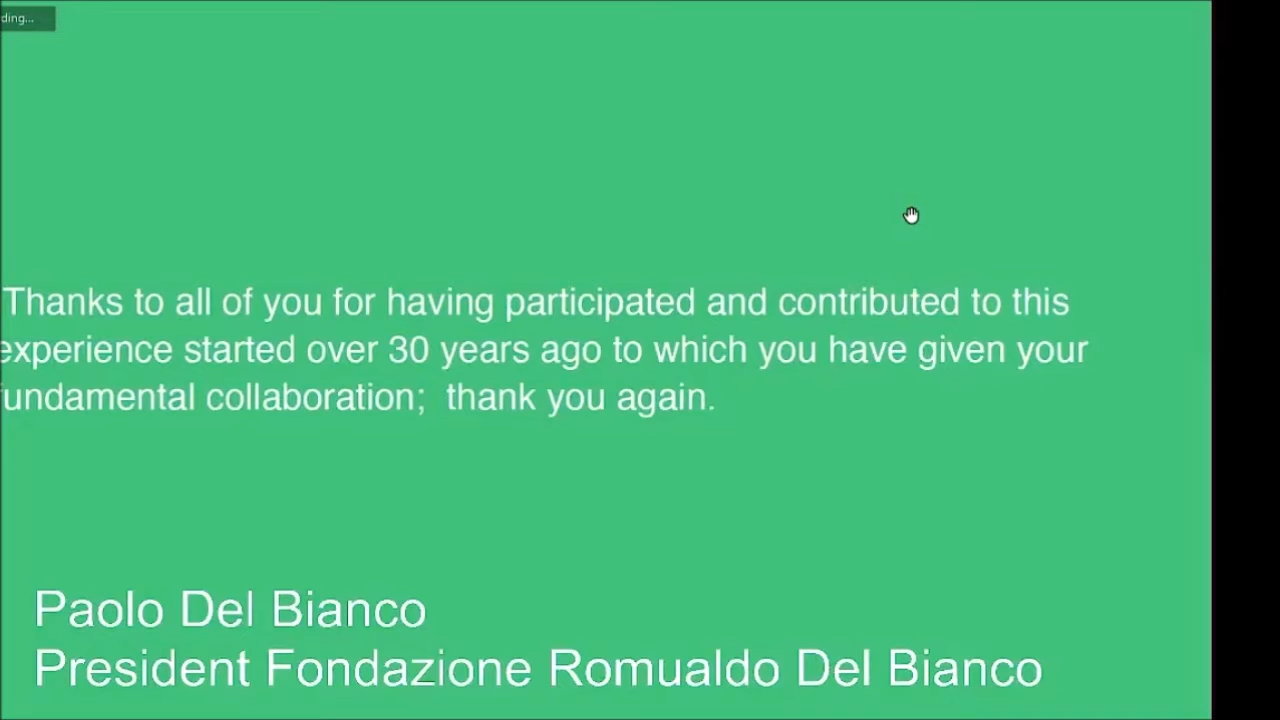 ding...
Thanks to all of you for having participated and contributed to this
experience started over 30 years ago to which you have given your
fundamental collaboration;  thank you again.
Paolo Del Bianco
President Fondazione Romualdo Del Bianco